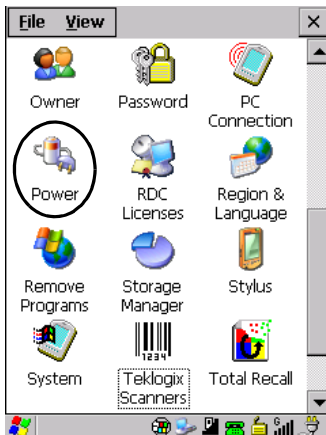 File View
Owner
Password
PC
Connection
Power
RDC
Licenses
Region &
Language
Remove
Programs
Storage
Manager
Stylus
System
1234
Teklogix
Scanners
Total Recall
G